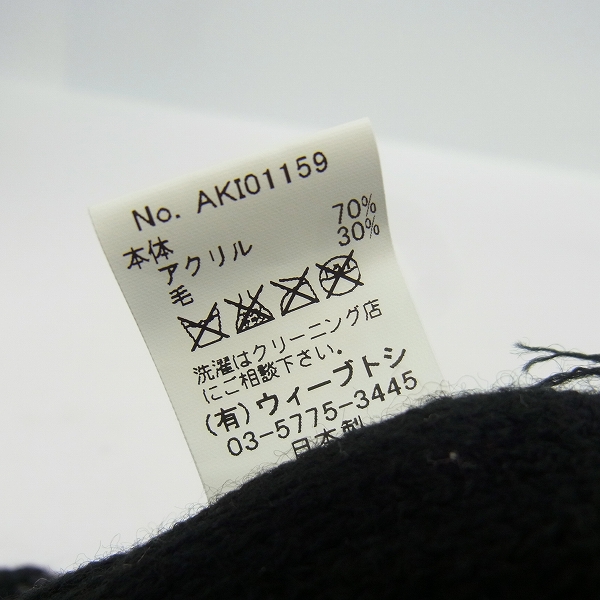 No. AKI01159
本体
アクリル 70%
毛 30%
洗濯はクリーニング店
にご相談下さい.
(有)ウィーブトシ
03-5775-3445
日本製